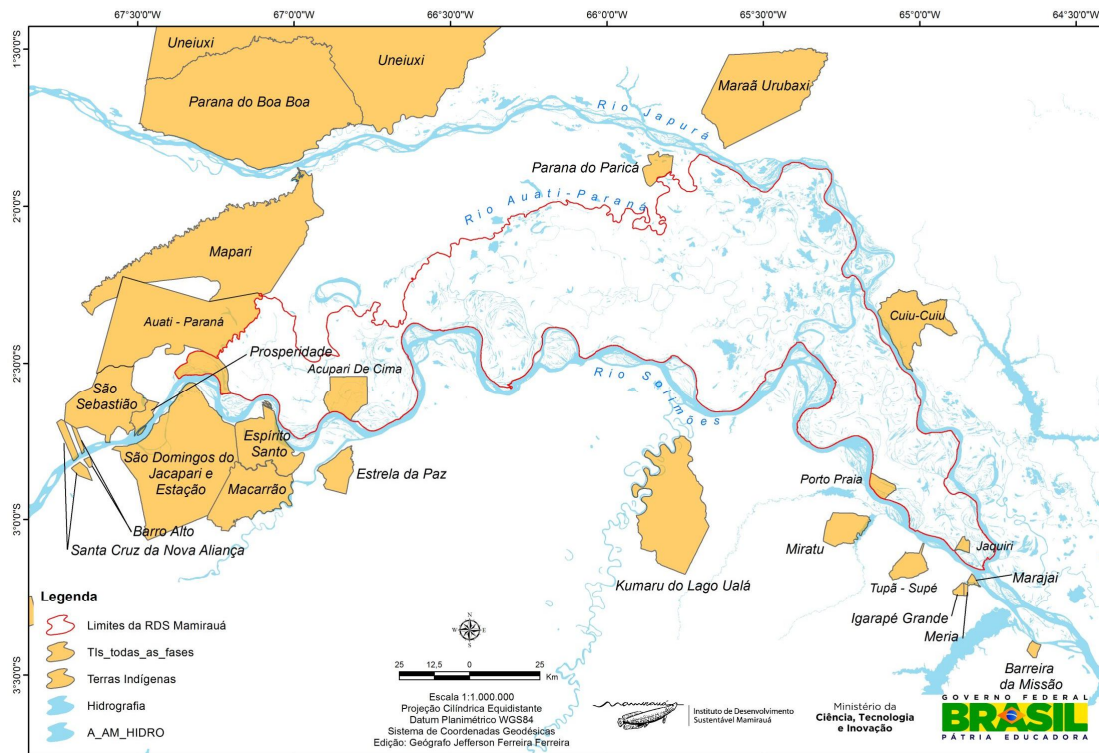 67°30'0"W
67°0'0"W
66°30'0"W
66°0'0"W
65°30'0"W
65°0'0"W
64°30'0"W
1°30'0"S
2°0'0"S
2°30'0"S
3°0'0"S
3°30'0"S
Uneiuxi
Uneiuxi
Parana do Boa Boa
Maraã Urubaxi
Rio Japurá
Parana do Paricá
Rio Auati-Paraná
Mapari
Auati - Paraná
Cuiu-Cuiu
Prosperidade
Acupari De Cima
São
Sebastião
Rio Solimões
Espírito
Santo
São Domingos do
Jacapari e
Estação
Macarrão
Estrela da Paz
Porto Praia
Barro Alto
Santa Cruz da Nova Aliança
Miratu
Jaquiri
Kumaru do Lago Ualá
Tupã - Supé
Marajai
Igarapé Grande
Meria
Barreira
da Missão
Legenda
Limites da RDS Mamirauá
TIs_todas_as_fases
Terras Indígenas
Hidrografia
A_AM_HIDRO
N
W
E
S
25 12,5 0 25
Km
Escala 1:1.000.000
Projeção Cilíndrica Equidistante
Datum Planimétrico WGS84
Sistema de Coordenadas Geodésicas
Edição: Geógrafo Jefferson Ferreira Ferreira
mamirauá
Instituto de Desenvolvimento
Sustentável Mamirauá
Ministério da
Ciência, Tecnologia
e Inovação
GOVERNO FEDERAL
BRASIL
PÁTRIA EDUCADORA